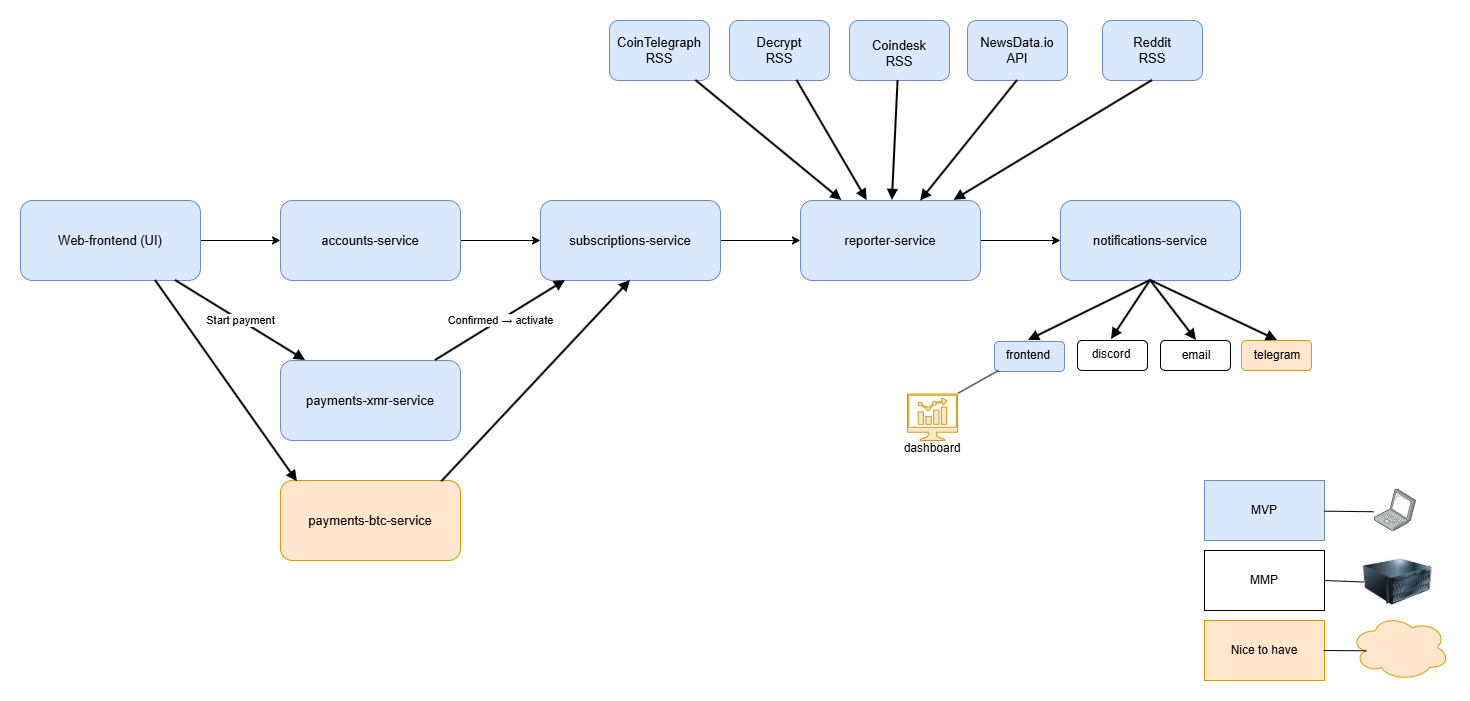 CoinTelegraph
RSS
Decrypt
RSS
Coindesk
RSS
NewsData.io
API
Reddit
RSS
Web-frontend (UI)
accounts-service
subscriptions-service
reporter-service
notifications-service
Start payment
Confirmed → activate
frontend
discord
email
telegram
payments-xmr-service
dashboard
payments-btc-service
MVP
MMP
Nice to have